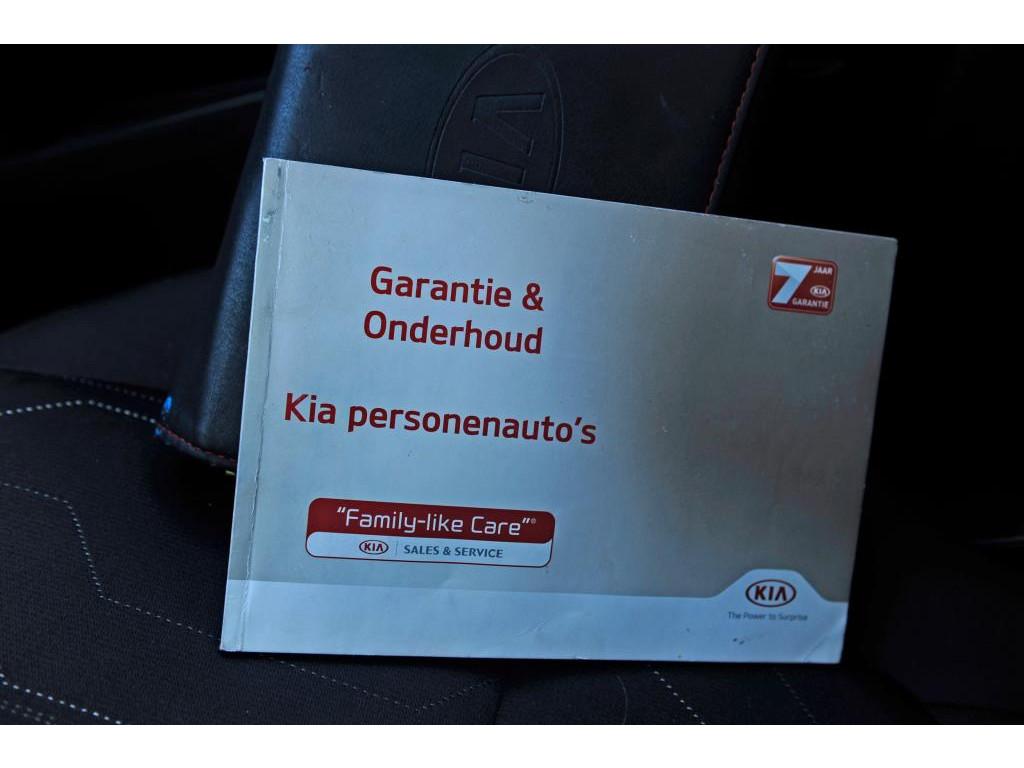 KIA
7 JAAR
KIA
GARANTIE
Garantie &
Onderhoud
Kia personenauto's
"Family-like Care"®
KIA SALES & SERVICE
KIA
The Power to Surprise